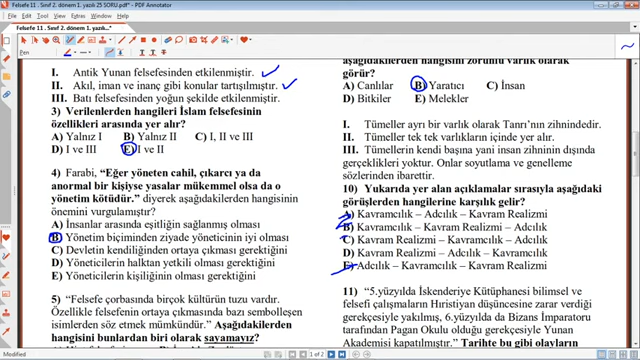 Felsefe 11 . Sınıf 2. dönem 1. yazılı 25 SORU.pdf* - PDF Annotator
Felsefe 11 . Sınıf 2. dönem 1. yazılı...*
Pen
I. Antik Yunan felsefesinden etkilenmiştir.
II. Akıl, iman ve inanç gibi konular tartışılmıştır.
III. Batı felsefesinden yoğun şekilde etkilenmiştir.
3) Verilenlerden hangileri İslam felsefesinin
özellikleri arasında yer alır?
A) Yalnız I B) Yalnız II C) I, II ve III
D) I ve III E) I ve II
4) Farabi, “Eğer yöneten cahil, çıkarcı ya da
anormal bir kişiyse yasalar mükemmel olsa da o
yönetim kötüdür.” diyerek aşağıdakilerden hangisinin
önemini vurgulamıştır?
A) İnsanlar arasında eşitliğin sağlanmış olması
B) Yönetim biçiminden ziyade yöneticinin iyi olması
C) Devletin kendiliğinden ortaya çıkması gerektiğini
D) Yöneticilerin halktan yetkili olması gerektiğini
E) Yöneticilerin kişiliğinin olması gerektiğini
5) “Felsefe çorbasında birçok kültürün tuzu vardır.
Özellikle felsefenin ortaya çıkmasında bazı sembolleşen
isimlerden söz etmek mümkündür.” Aşağıdakilerden
hangisini bunlardan biri olarak sayamayız?
aşağıdakilerden hangisini zorunlu varlık olarak
görür?
A) Canlılar B) Yaratıcı C) İnsan
D) Bitkiler E) Melekler
I. Tümeller ayrı bir varlık olarak Tanrı’nın zihnindedir.
II. Tümeller tek tek varlıkların içinde yer alır.
III. Tümellerin kendi başına yani insan zihninin dışında
gerçeklikleri yoktur. Onlar soyutlama ve genelleme
sözlerinden ibarettir.
10) Yukarıda yer alan açıklamalar sırasıyla aşağıdaki
görüşlerden hangilerine karşılık gelir?
A) Kavramcılık – Adcılık – Kavram Realizmi
B) Kavramcılık – Kavram Realizmi – Adcılık
C) Kavram Realizmi – Kavramcılık – Adcılık
D) Kavram Realizmi – Adcılık – Kavramcılık
E) Adcılık – Kavramcılık – Kavram Realizmi
11) “5.yüzyılda İskenderiye Kütüphanesi bilimsel ve
felsefi çalışmaların Hıristiyan düşüncesine zarar verdiği
gerekçesiyle yakılmış, 6.yüzyılda da Bizans İmparatoru
tarafından Pagan Okulu olduğu gerekçesiyle Yunan
Akademisi kapatılmıştır.” Tarihte bu gibi olayların
1 of 2